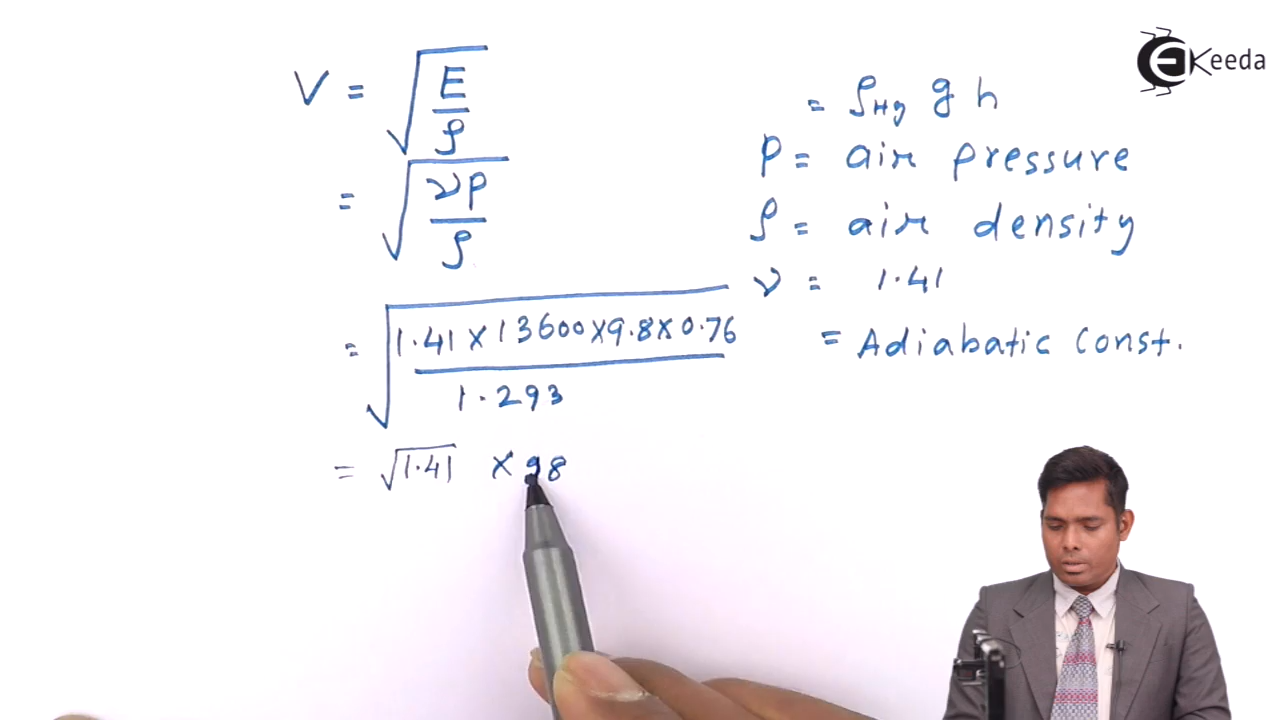 V = √(E/ρ)
= √(νP/ρ)
= √(1.41 × 13600 × 9.8 × 0.76 / 1.293)
= √1.41 × 98
= ρHg g h
P = air pressure
ρ = air density
ν = 1.41
= Adiabatic Const.
EKeeda